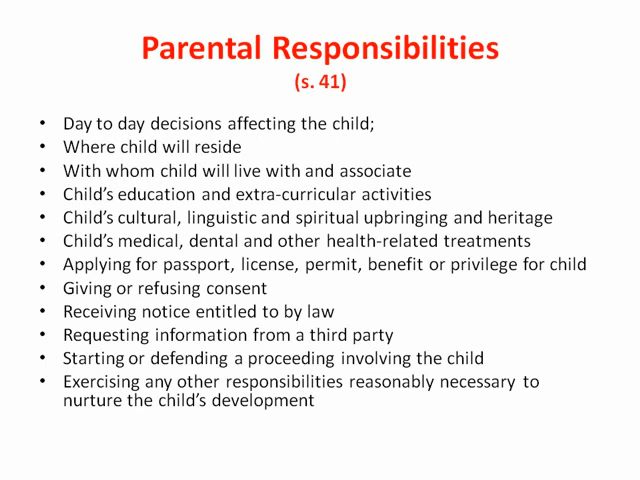 Parental Responsibilities
(s. 41)
• Day to day decisions affecting the child;
• Where child will reside
• With whom child will live with and associate
• Child's education and extra-curricular activities
• Child's cultural, linguistic and spiritual upbringing and heritage
• Child's medical, dental and other health-related treatments
• Applying for passport, license, permit, benefit or privilege for child
• Giving or refusing consent
• Receiving notice entitled to by law
• Requesting information from a third party
• Starting or defending a proceeding involving the child
• Exercising any other responsibilities reasonably necessary to
nurture the child's development